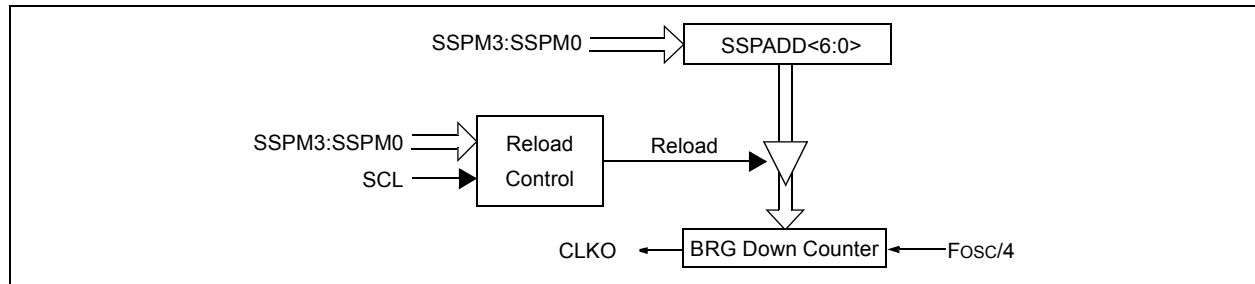 SSPM3:SSPM0
SSPADD<6:0>
SSPM3:SSPM0
Reload
Control
Reload
SCL
CLKO
BRG Down Counter
FOSC/4